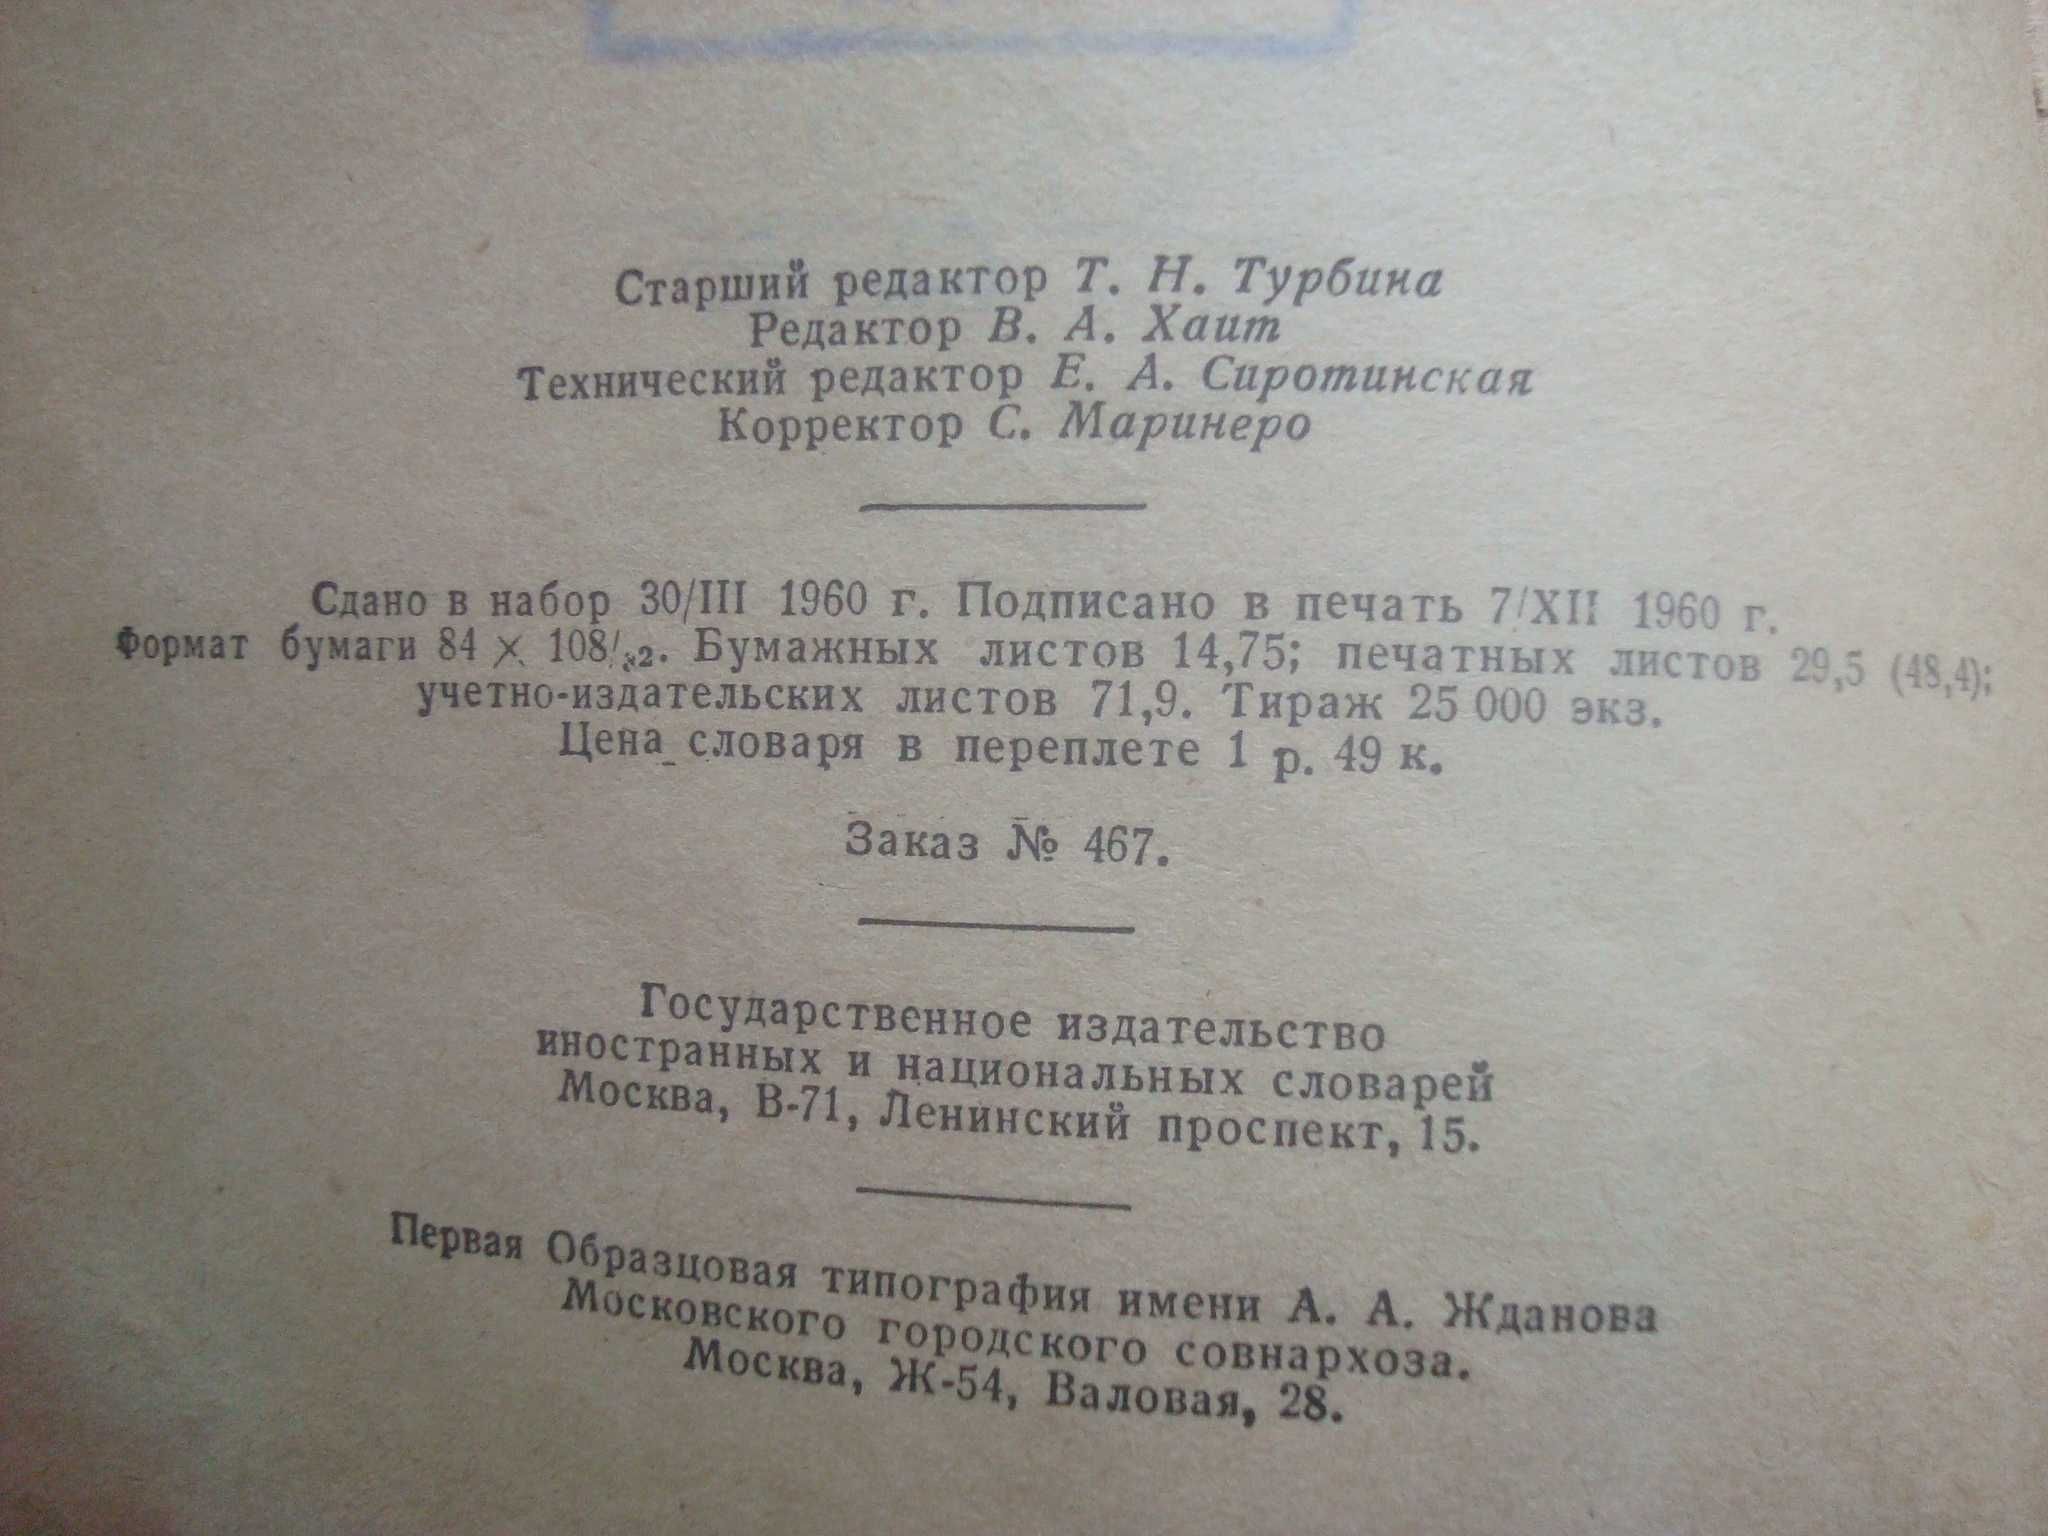 Старший редактор Т. Н. Турбина
Редактор В. А. Хаит
Технический редактор Е. А. Сиротинская
Корректор С. Маринеро
Сдано в набор 30/III 1960 г. Подписано в печать 7/XII 1960 г.
Формат бумаги 84 × 108/32. Бумажных листов 14,75; печатных листов 29,5 (48,4);
учетно-издательских листов 71,9. Тираж 25 000 экз.
Цена словаря в переплете 1 р. 49 к.
Заказ № 467.
Государственное издательство
иностранных и национальных словарей
Москва, В-71, Ленинский проспект, 15.
Первая Образцовая типография имени А. А. Жданова
Московского городского совнархоза.
Москва, Ж-54, Валовая, 28.